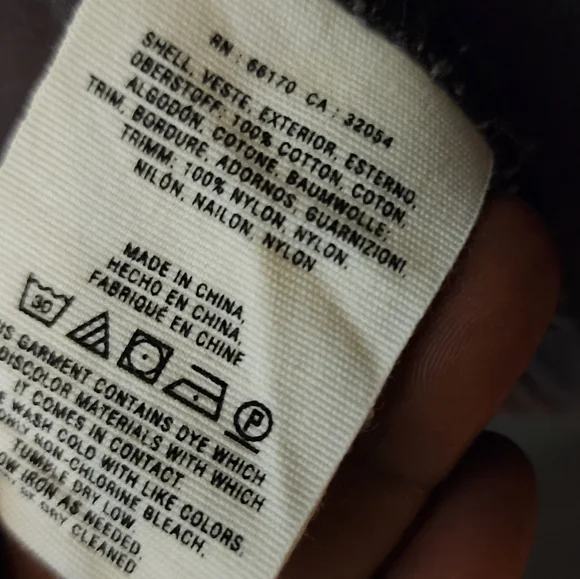 RN : 66170 CA : 32054
SHELL, VESTE, EXTERIOR, ESTERNO,
OBERSTOFF: 100% COTTON, COTON,
ALGODÓN, COTONE, BAUMWOLLE;
TRIM, BORDURE, ADORNOS, GUARNIZIONI,
TRIMM: 100% NYLON, NYLON,
NILÓN, NAILON, NYLON
MADE IN CHINA,
HECHO EN CHINA,
FABRIQUÉ EN CHINE
30 P
GARMENT CONTAINS DYE WHICH
DISCOLOR MATERIALS WITH WHICH
IT COMES IN CONTACT
WASH COLD WITH LIKE COLORS.
NON-CHLORINE BLEACH.
TUMBLE DRY LOW
IRON AS NEEDED.
DRY CLEANED